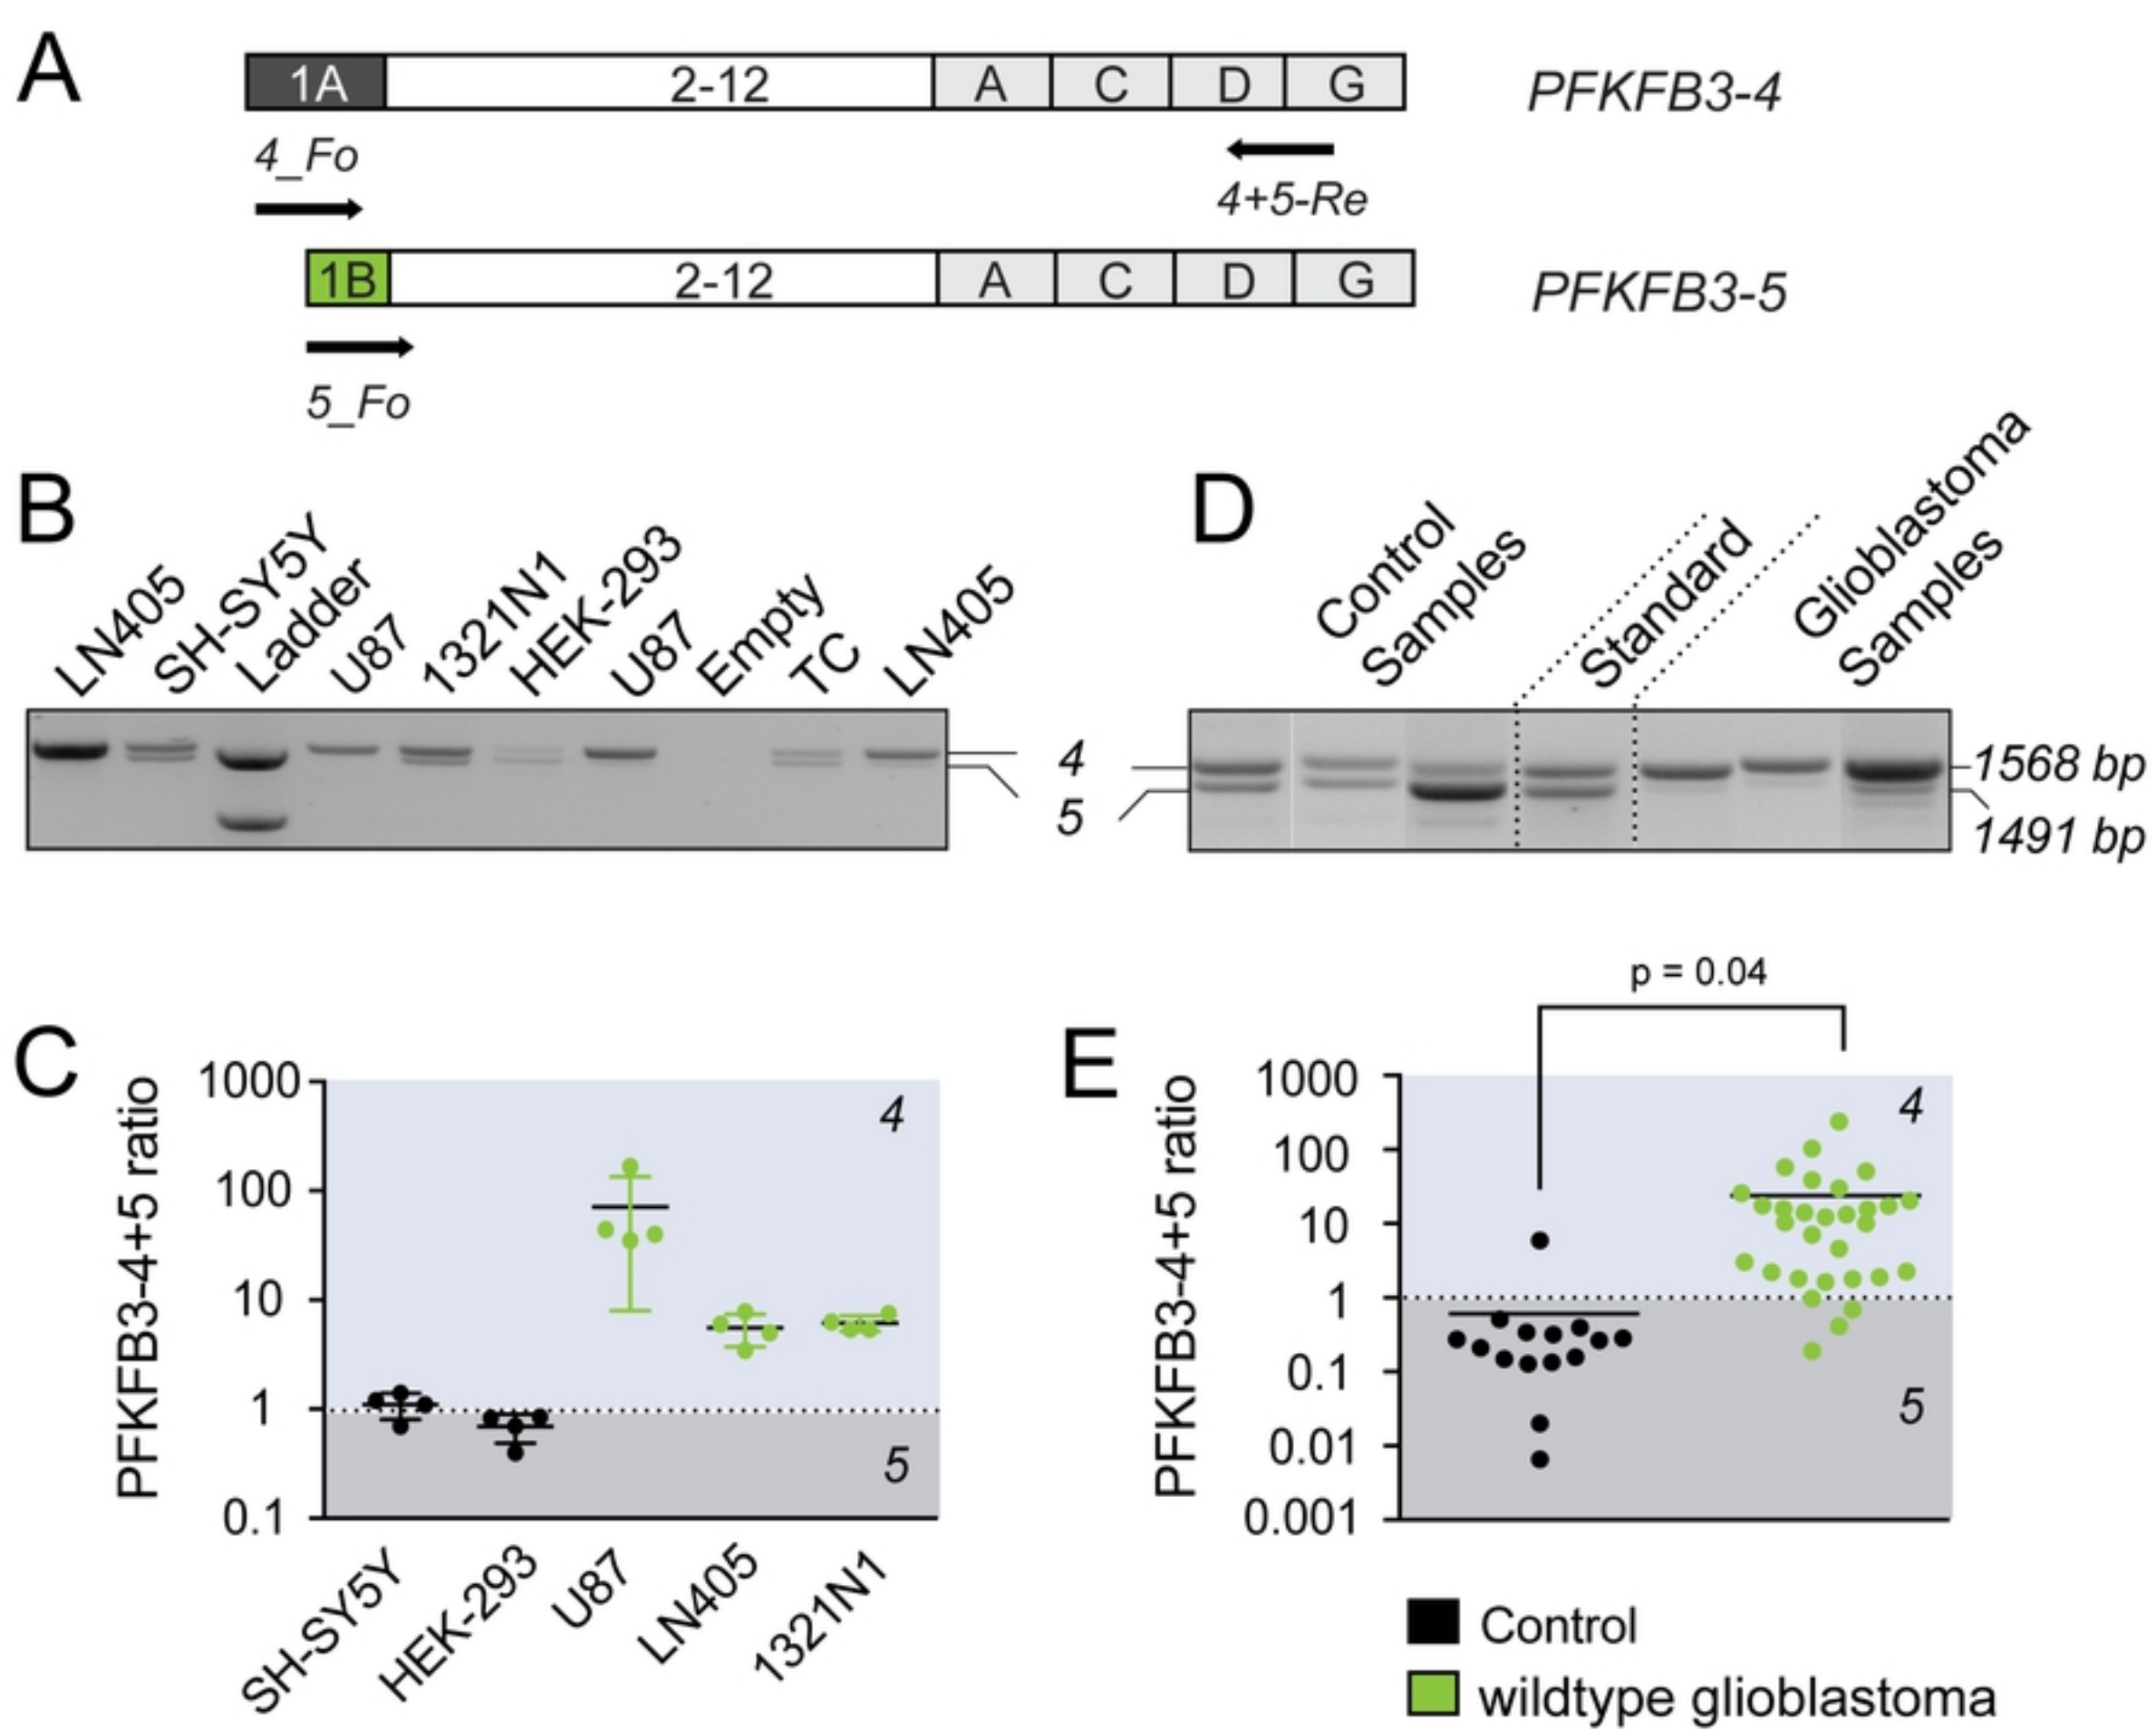 A
1A 2-12 A C D G PFKFB3-4
4_Fo
4+5-Re
1B 2-12 A C D G PFKFB3-5
5_Fo
B
LN405 SH-SY5Y Ladder U87 1321N1 HEK-293 U87 Empty TC LN405
4
5
D
Control
Samples
Standard
Glioblastoma
Samples
1568 bp
1491 bp
C
PFKFB3-4+5 ratio
1000
100
10
1
0.1
4
5
SH-SY5Y HEK-293 U87 LN405 1321N1
E
p = 0.04
PFKFB3-4+5 ratio
1000
100
10
1
0.1
0.01
0.001
4
5
Control
wildtype glioblastoma